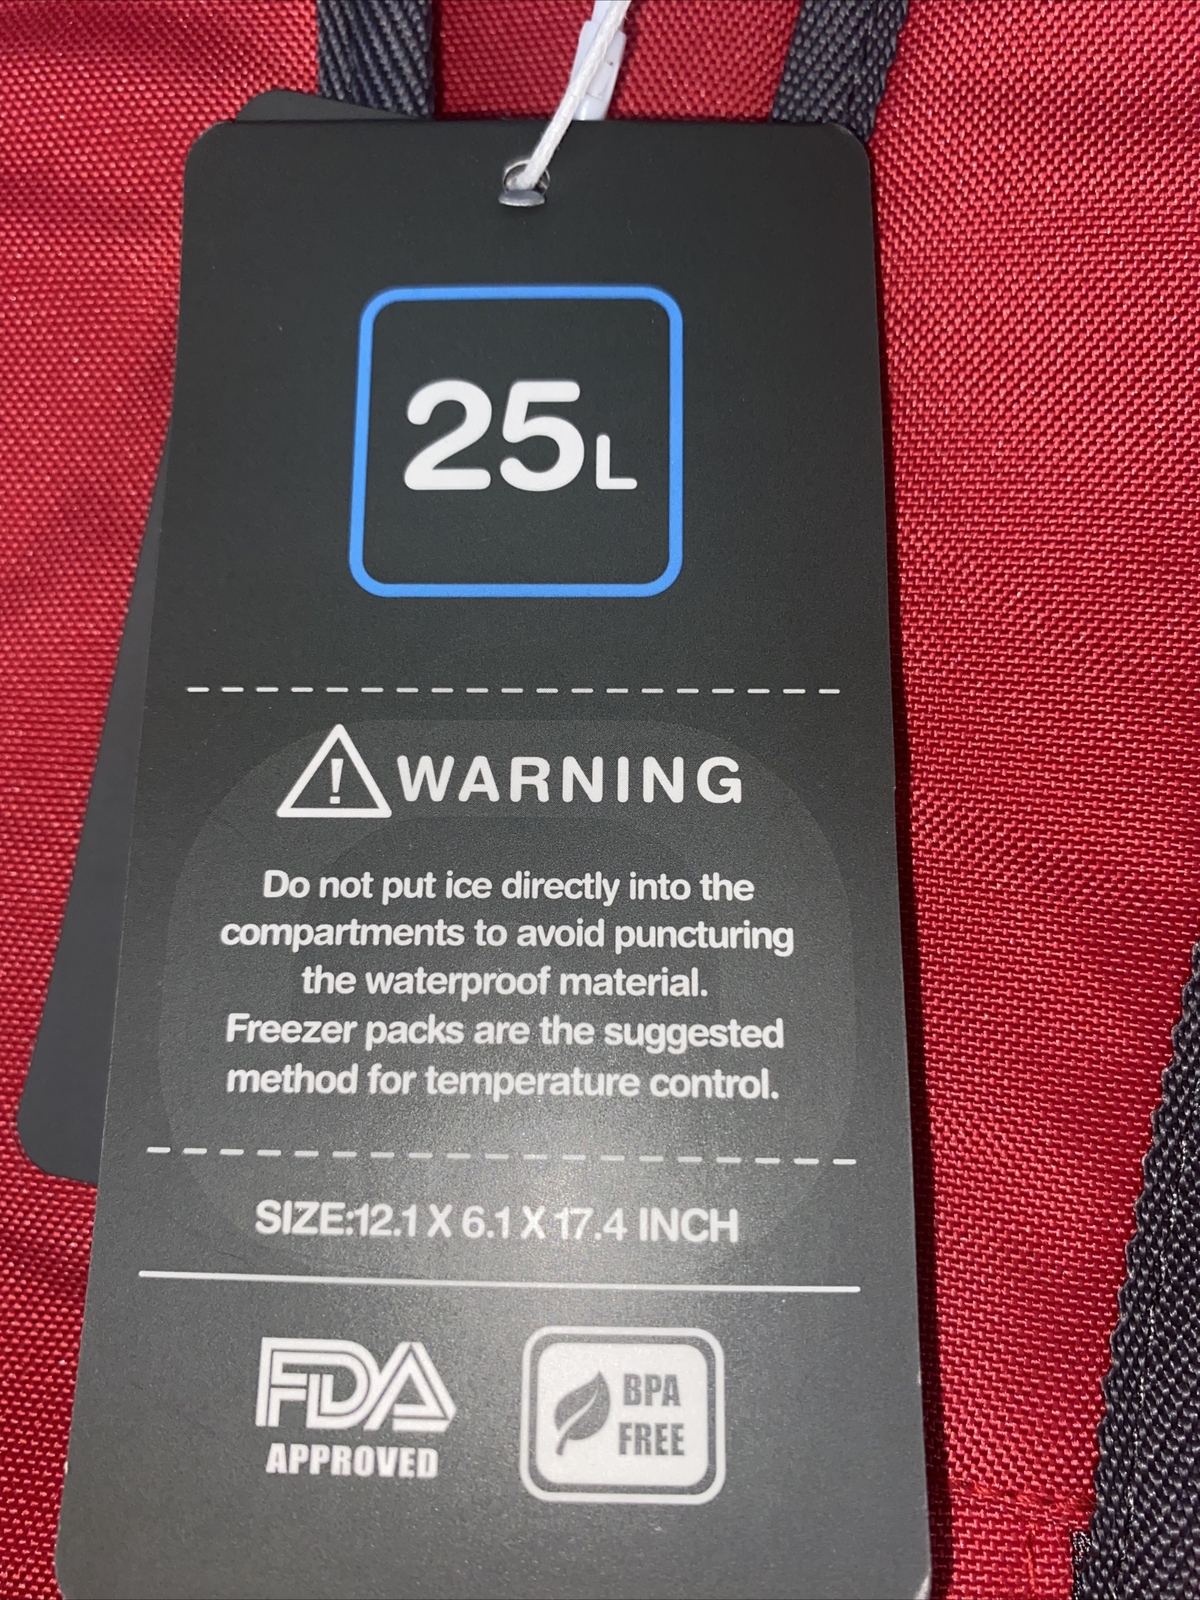 25L
! WARNING
Do not put ice directly into the
compartments to avoid puncturing
the waterproof material.
Freezer packs are the suggested
method for temperature control.
SIZE:12.1 X 6.1 X 17.4 INCH
FDA
APPROVED
BPA
FREE